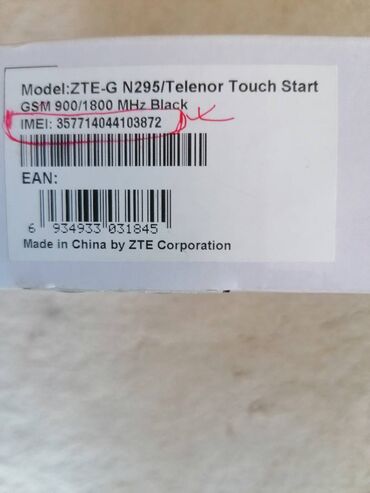 Model:ZTE-G N295/Telenor Touch Start
GSM 900/1800 MHz Black
IMEI: 357714044103872
EAN:
6 934933 031845
Made in China by ZTE Corporation